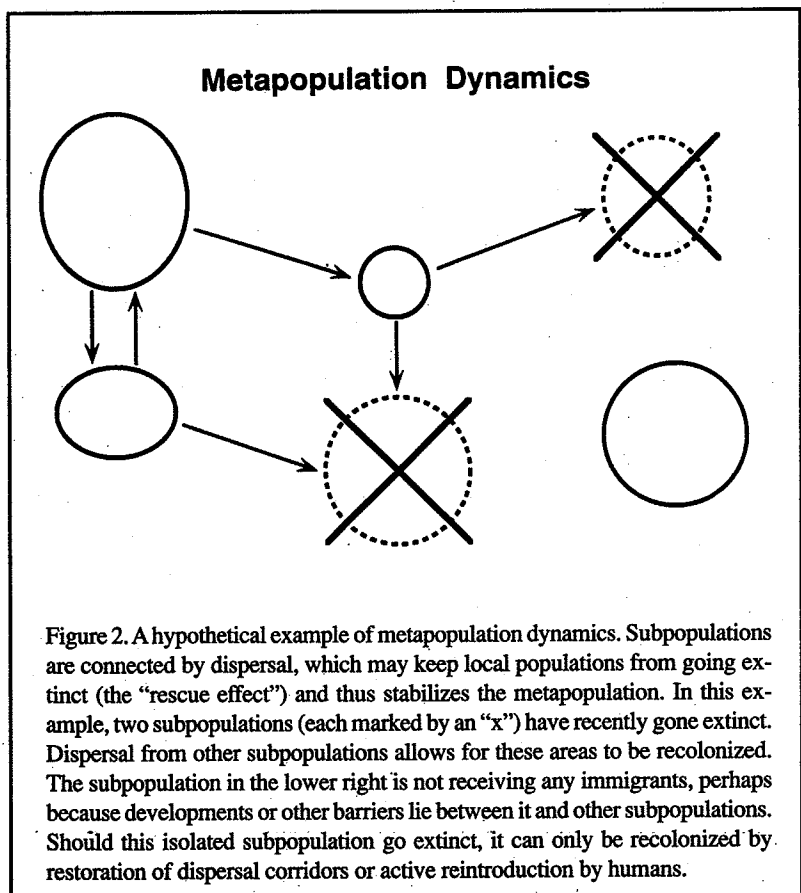 Metapopulation Dynamics
Figure 2. A hypothetical example of metapopulation dynamics. Subpopulations
are connected by dispersal, which may keep local populations from going ex-
tinct (the “rescue effect”) and thus stabilizes the metapopulation. In this ex-
ample, two subpopulations (each marked by an “x”) have recently gone extinct.
Dispersal from other subpopulations allows for these areas to be recolonized.
The subpopulation in the lower right is not receiving any immigrants, perhaps
because developments or other barriers lie between it and other subpopulations.
Should this isolated subpopulation go extinct, it can only be recolonized by
restoration of dispersal corridors or active reintroduction by humans.